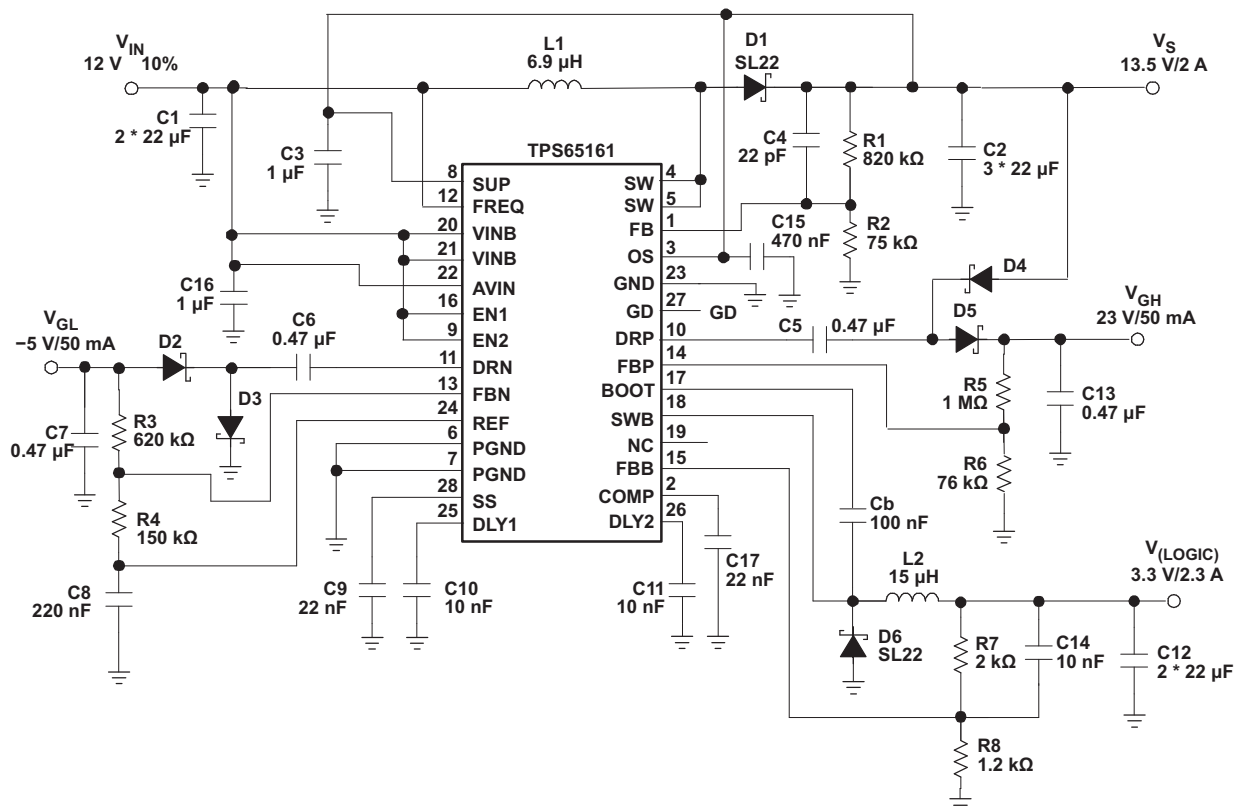 V_IN
12 V 10%
C1
2 * 22 µF
L1
6.9 µH
D1
SL22
V_S
13.5 V/2 A
C3
1 µF
C4
22 pF
R1
820 kΩ
C2
3 * 22 µF
TPS65161
8 SUP
12 FREQ
20 VINB
21 VINB
22 AVIN
16 EN1
9 EN2
11 DRN
13 FBN
24 REF
6 PGND
7 PGND
28 SS
25 DLY1
SW 4
SW 5
FB 1
OS 3
GND 23
GD 27 GD
DRP 10
FBP 14
BOOT 17
SWB 18
NC 19
FBB 15
COMP 2
DLY2 26
C15
470 nF
R2
75 kΩ
C16
1 µF
D4
V_GL
−5 V/50 mA
D2
C6
0.47 µF
C5
0.47 µF
D5
V_GH
23 V/50 mA
D3
C7
0.47 µF
R3
620 kΩ
R5
1 MΩ
C13
0.47 µF
R4
150 kΩ
R6
76 kΩ
Cb
100 nF
C8
220 nF
C9
22 nF
C10
10 nF
C11
10 nF
C17
22 nF
L2
15 µH
V_(LOGIC)
3.3 V/2.3 A
D6
SL22
R7
2 kΩ
C14
10 nF
C12
2 * 22 µF
R8
1.2 kΩ